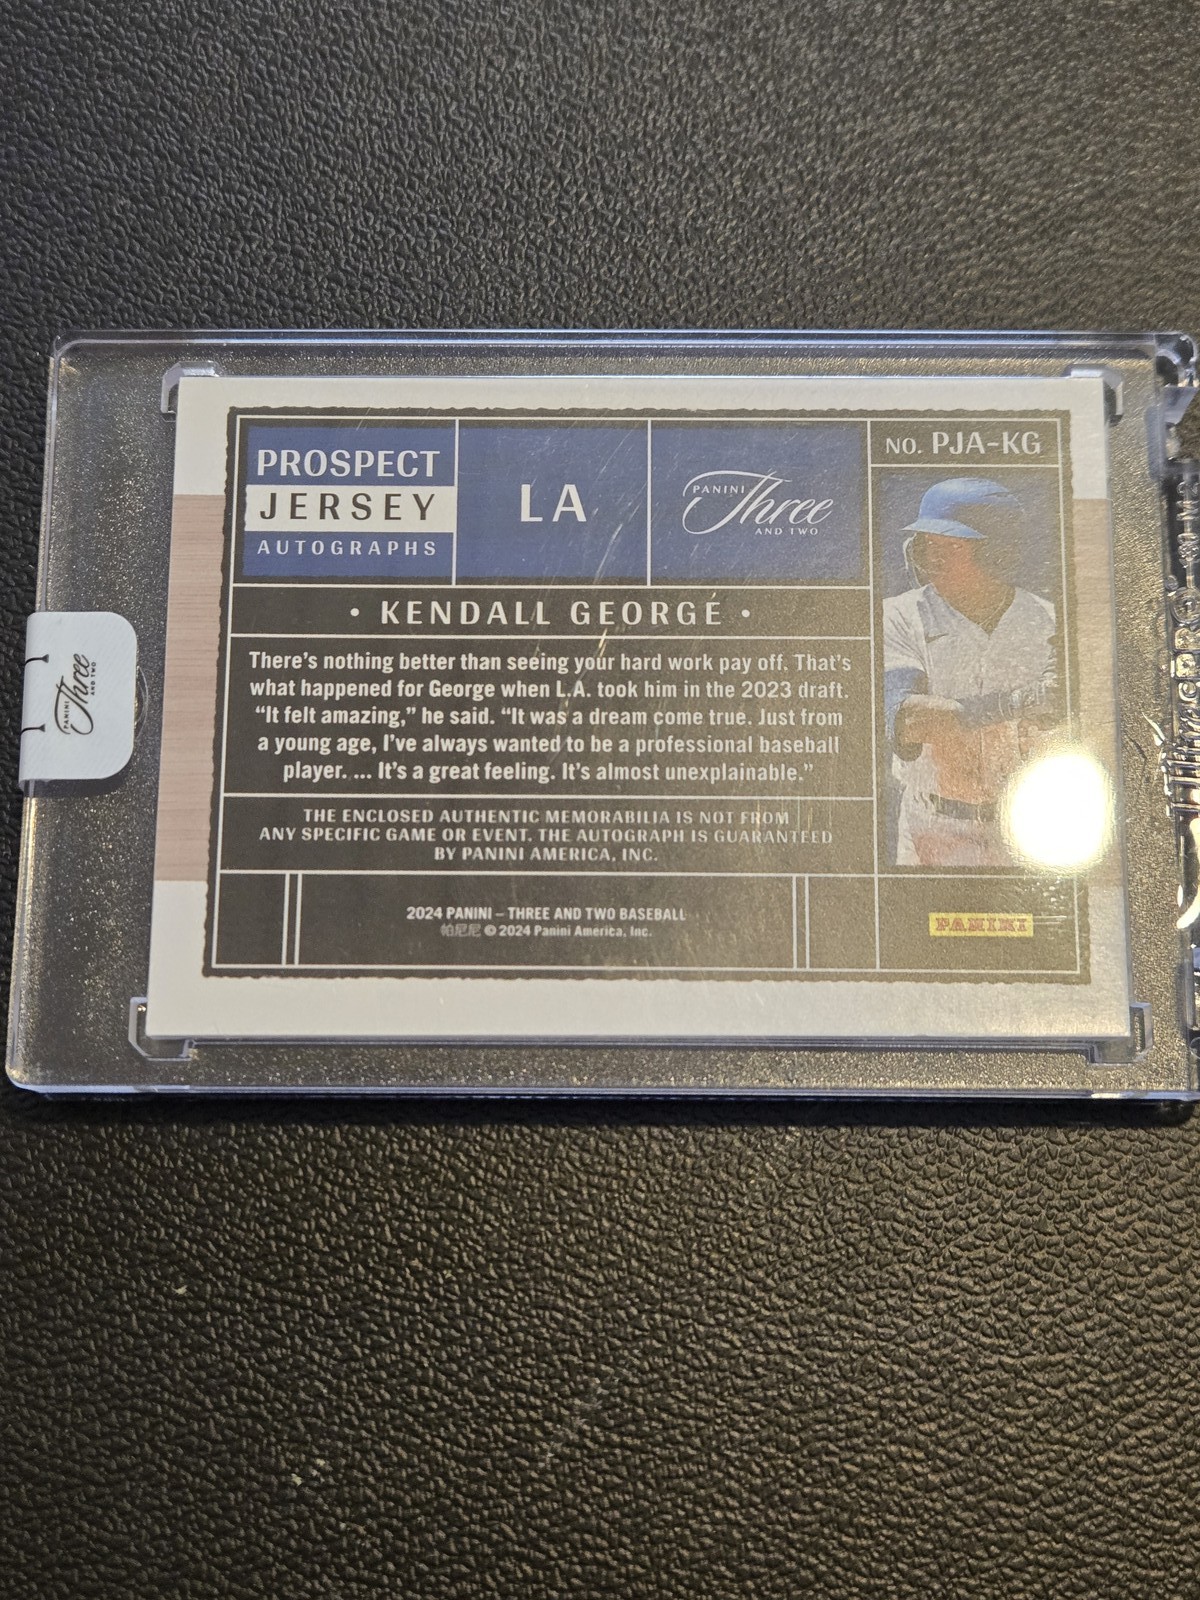 PROSPECT
JERSEY
AUTOGRAPHS
LA
PANINI
Three
AND TWO
NO. PJA-KG
• KENDALL GEORGÉ •
There's nothing better than seeing your hard work pay off. That's
what happened for George when L.A. took him in the 2023 draft.
“It felt amazing,” he said. “It was a dream come true. Just from
a young age, I've always wanted to be a professional baseball
player. ... It's a great feeling. It's almost unexplainable.”
THE ENCLOSED AUTHENTIC MEMORABILIA IS NOT FROM
ANY SPECIFIC GAME OR EVENT. THE AUTOGRAPH IS GUARANTEED
BY PANINI AMERICA, INC.
2024 PANINI – THREE AND TWO BASEBALL
帕尼尼 © 2024 Panini America, Inc.
PANINI
PANINI
Three
AND TWO